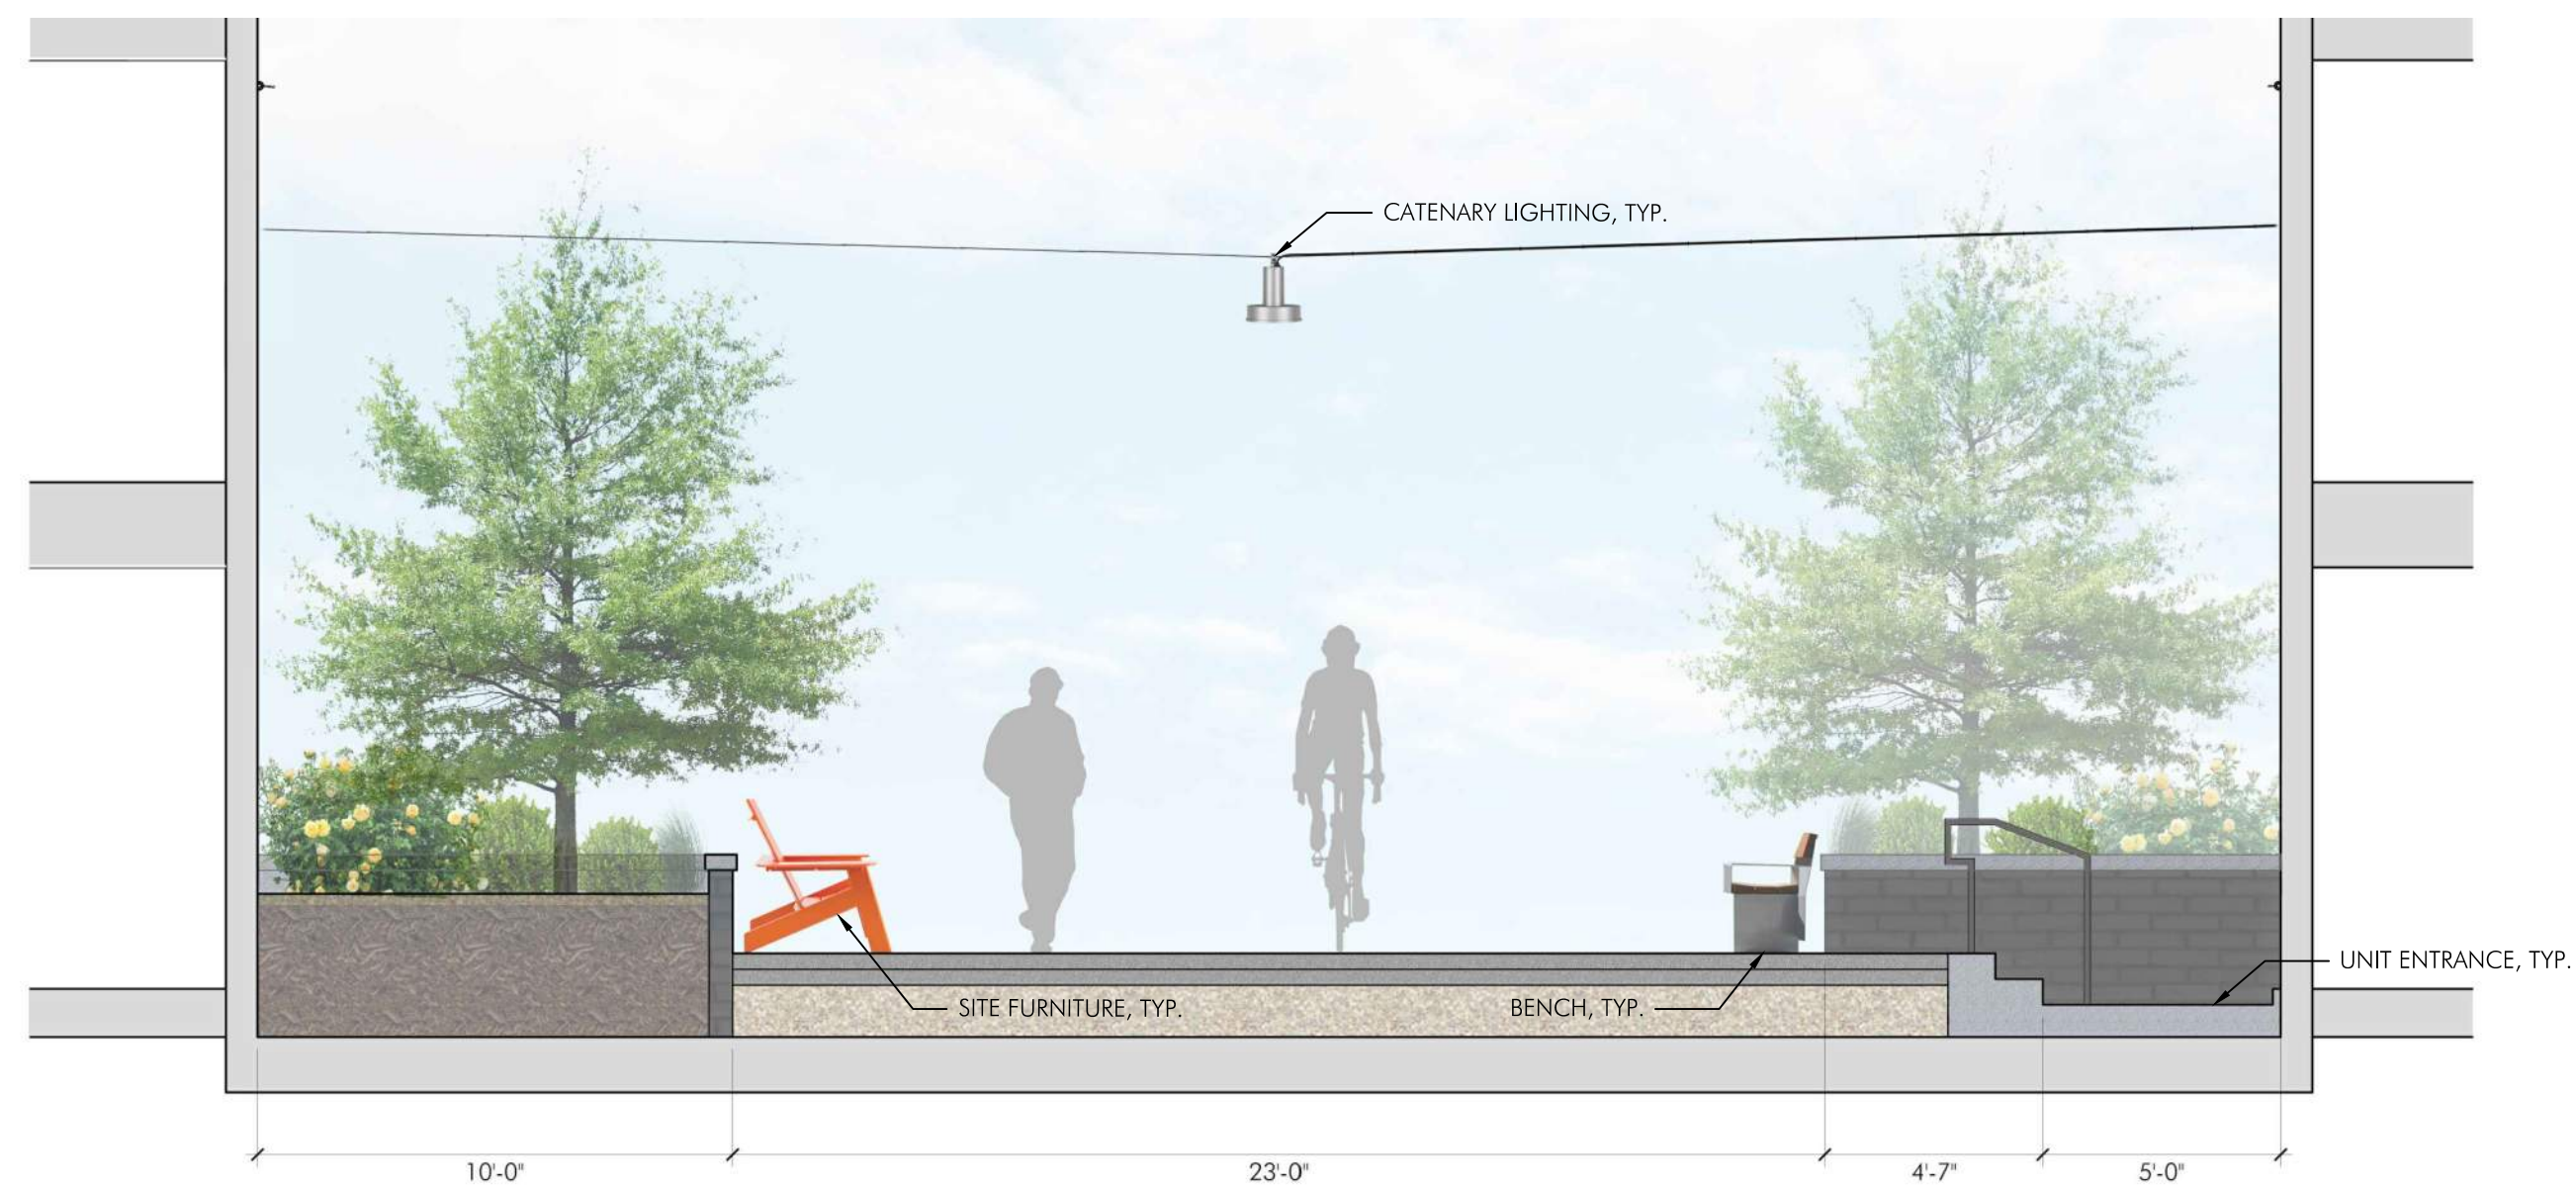 CATENARY LIGHTING, TYP.
UNIT ENTRANCE, TYP.
SITE FURNITURE, TYP.
BENCH, TYP.
10'-0"
23'-0"
4'-7"
5'-0"